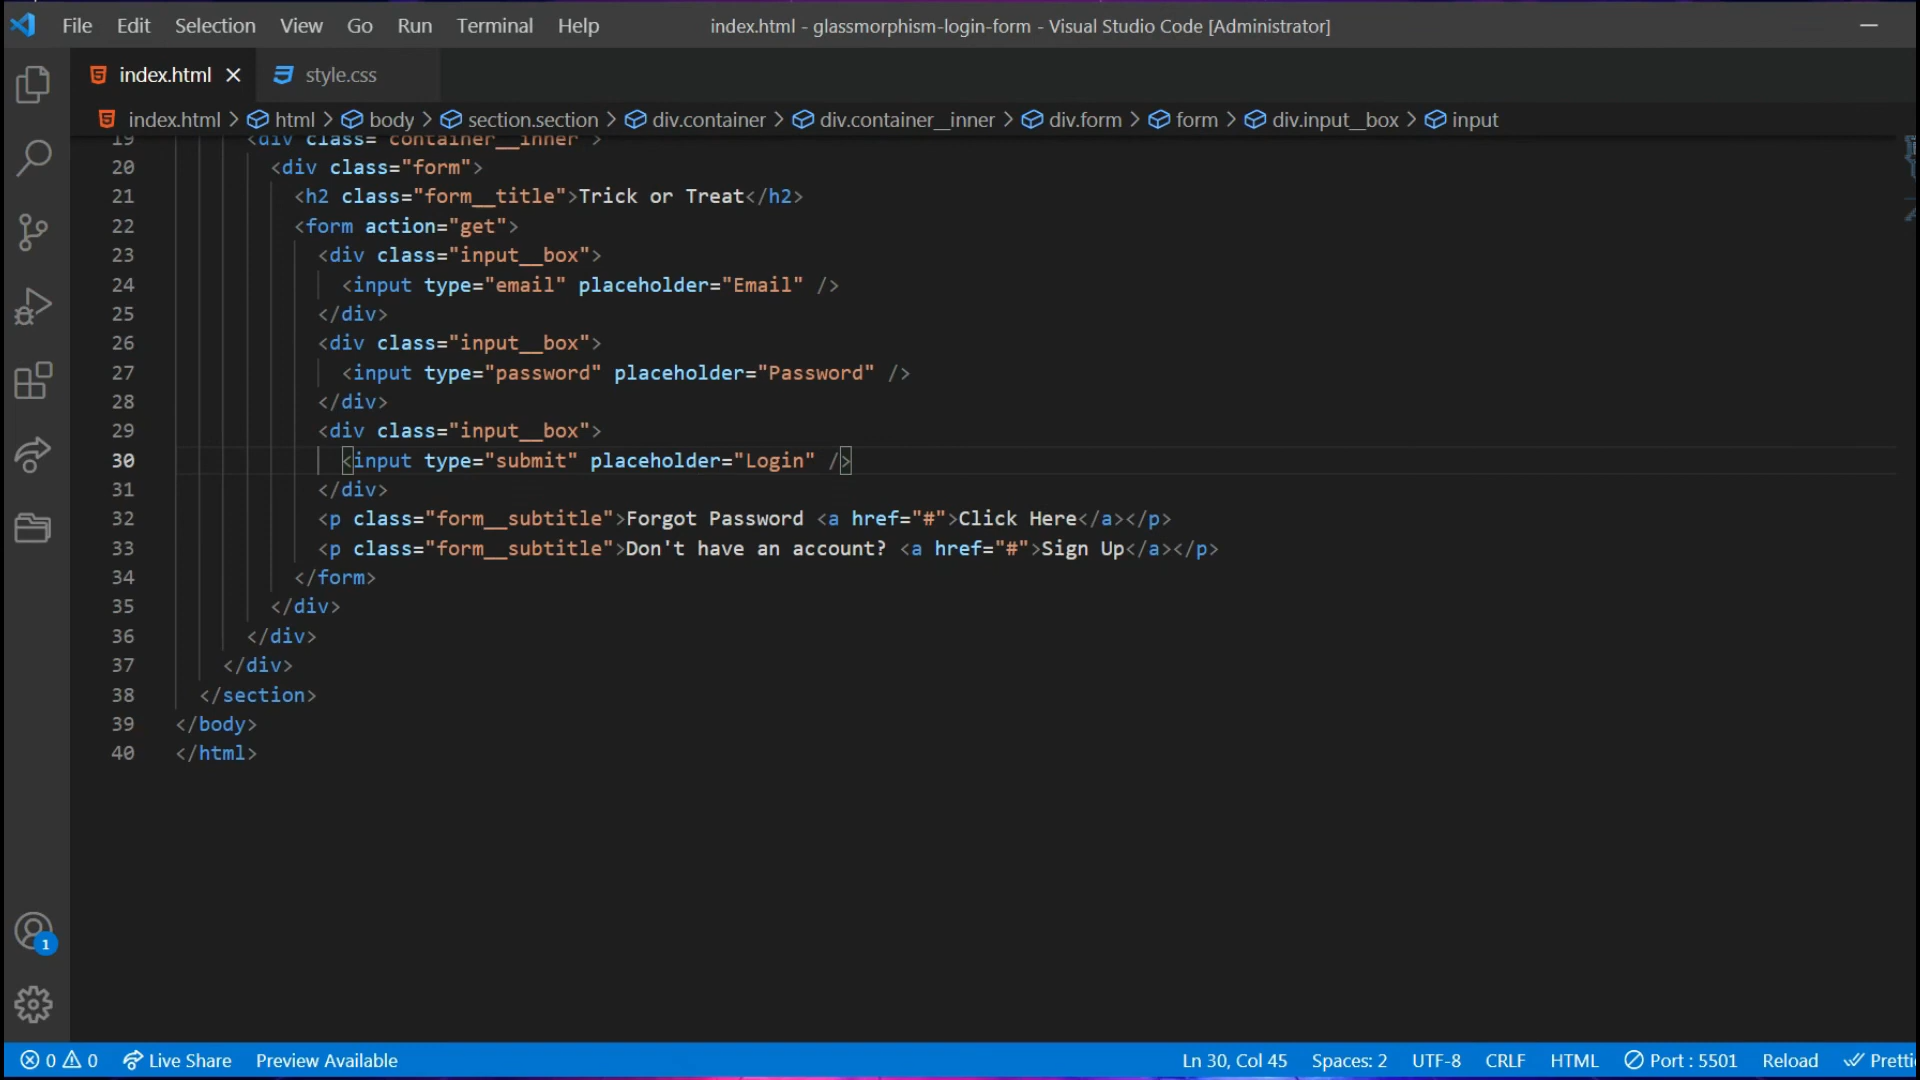 File Edit Selection View Go Run Terminal Help index.html - glassmorphism-login-form - Visual Studio Code [Administrator]
index.html style.css
index.html > html > body > section.section > div.container > div.container__inner > div.form > form > div.input__box > input
19 <div class="container__inner">
20 <div class="form">
21 <h2 class="form__title">Trick or Treat</h2>
22 <form action="get">
23 <div class="input__box">
24 <input type="email" placeholder="Email" />
25 </div>
26 <div class="input__box">
27 <input type="password" placeholder="Password" />
28 </div>
29 <div class="input__box">
30 <input type="submit" placeholder="Login" />
31 </div>
32 <p class="form__subtitle">Forgot Password <a href="#">Click Here</a></p>
33 <p class="form__subtitle">Don't have an account? <a href="#">Sign Up</a></p>
34 </form>
35 </div>
36 </div>
37 </div>
38 </section>
39 </body>
40 </html>
1
0 0 Live Share Preview Available Ln 30, Col 45 Spaces: 2 UTF-8 CRLF HTML Port : 5501 Reload Pretti